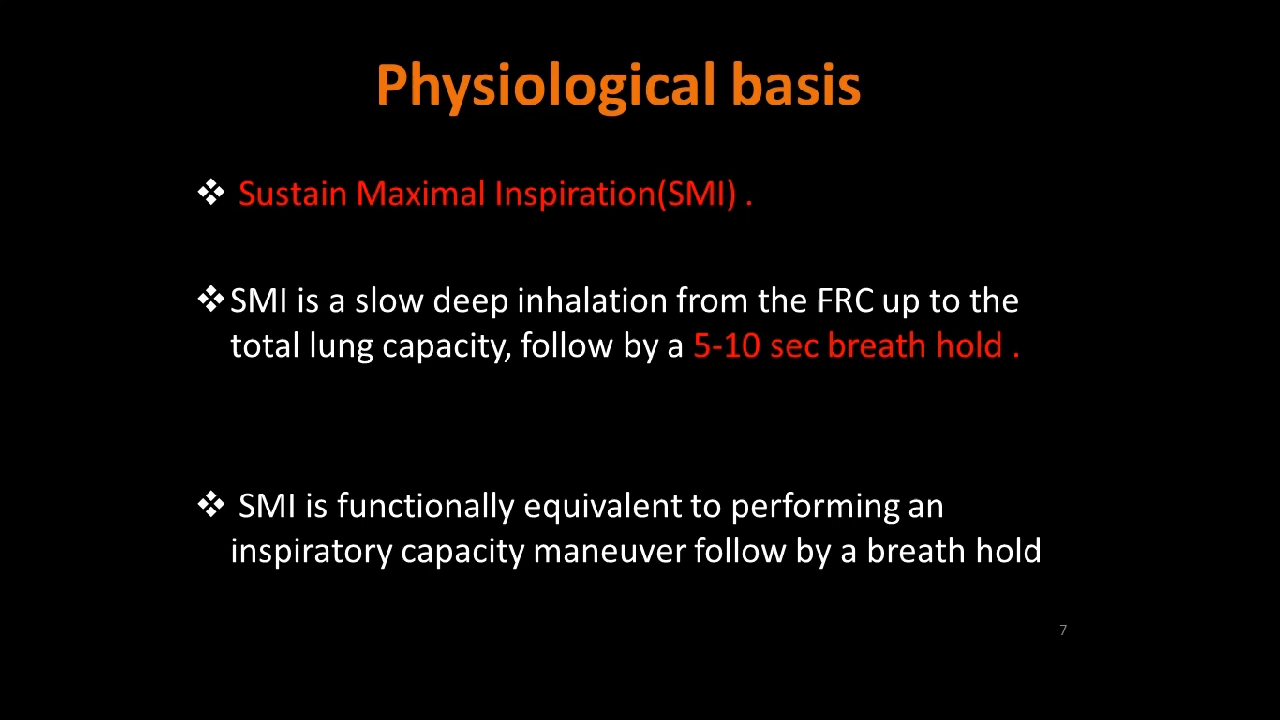 Physiological basis
❖ Sustain Maximal Inspiration(SMI) .
❖ SMI is a slow deep inhalation from the FRC up to the
total lung capacity, follow by a 5-10 sec breath hold .
❖ SMI is functionally equivalent to performing an
inspiratory capacity maneuver follow by a breath hold
7